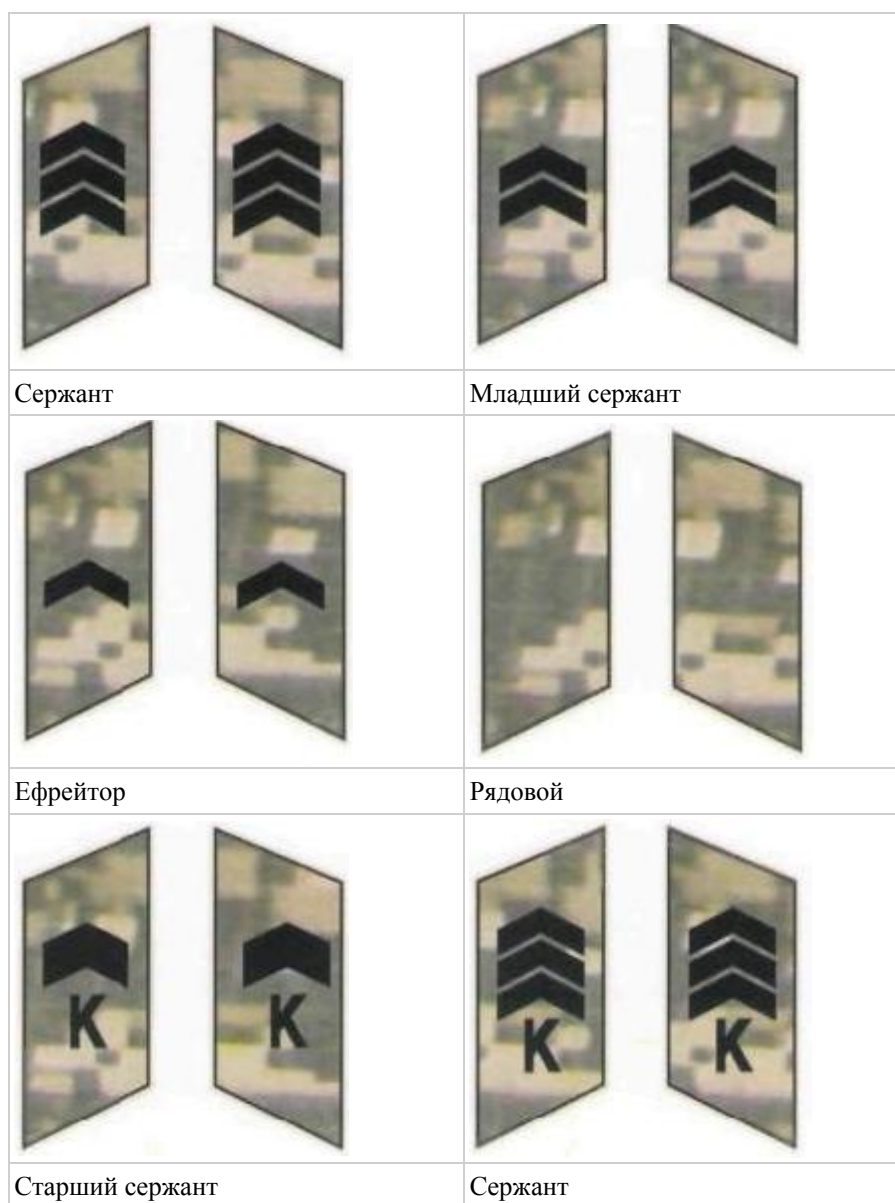 Сержант
Младший сержант
Ефрейтор
Рядовой
К К
К К
Старший сержант
Сержант